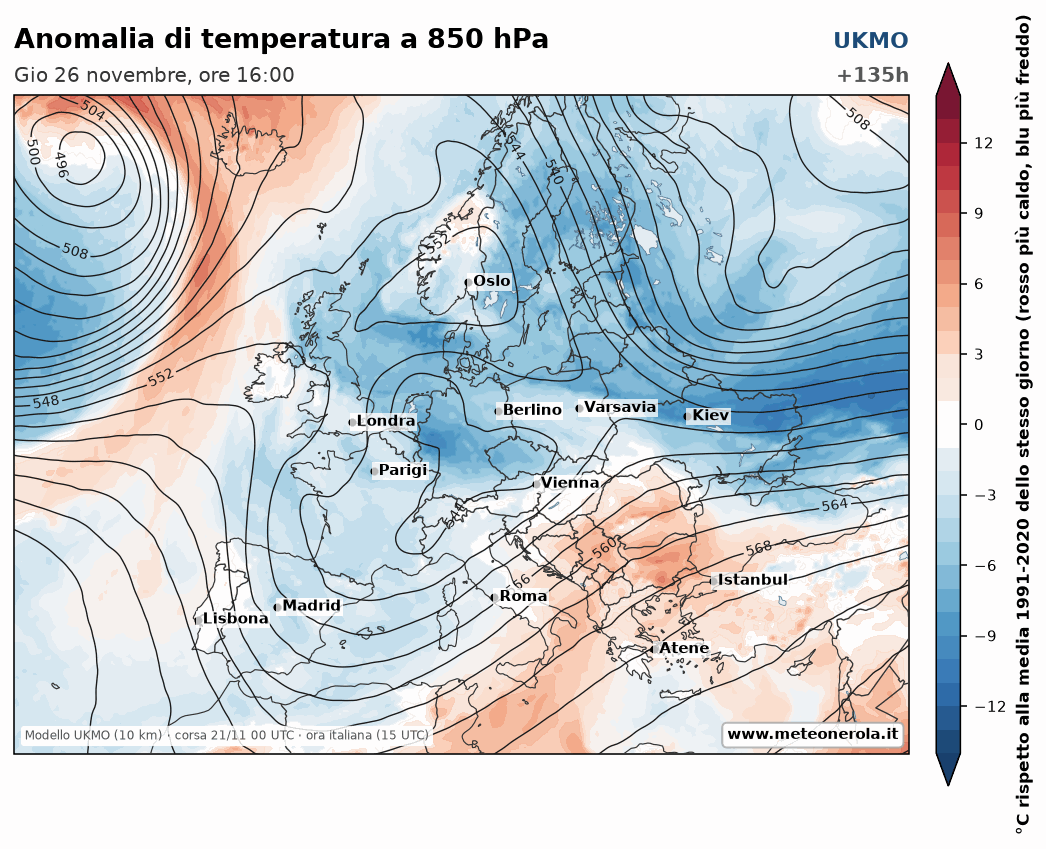 Anomalia di temperatura a 850 hPa
UKMO
Gio 26 novembre, ore 16:00
+135h
504
500
496
508
508
544
540
552
552
548
Oslo
Londra
Berlino
Varsavia
Kiev
Parigi
Vienna
564
568
560
Istanbul
Madrid
Roma
Lisbona
Atene
Modello UKMO (10 km) · corsa 21/11 00 UTC · ora italiana (15 UTC)
www.meteonerola.it
12
9
6
3
0
−3
−6
−9
−12
°C rispetto alla media 1991-2020 dello stesso giorno (rosso più caldo, blu più freddo)